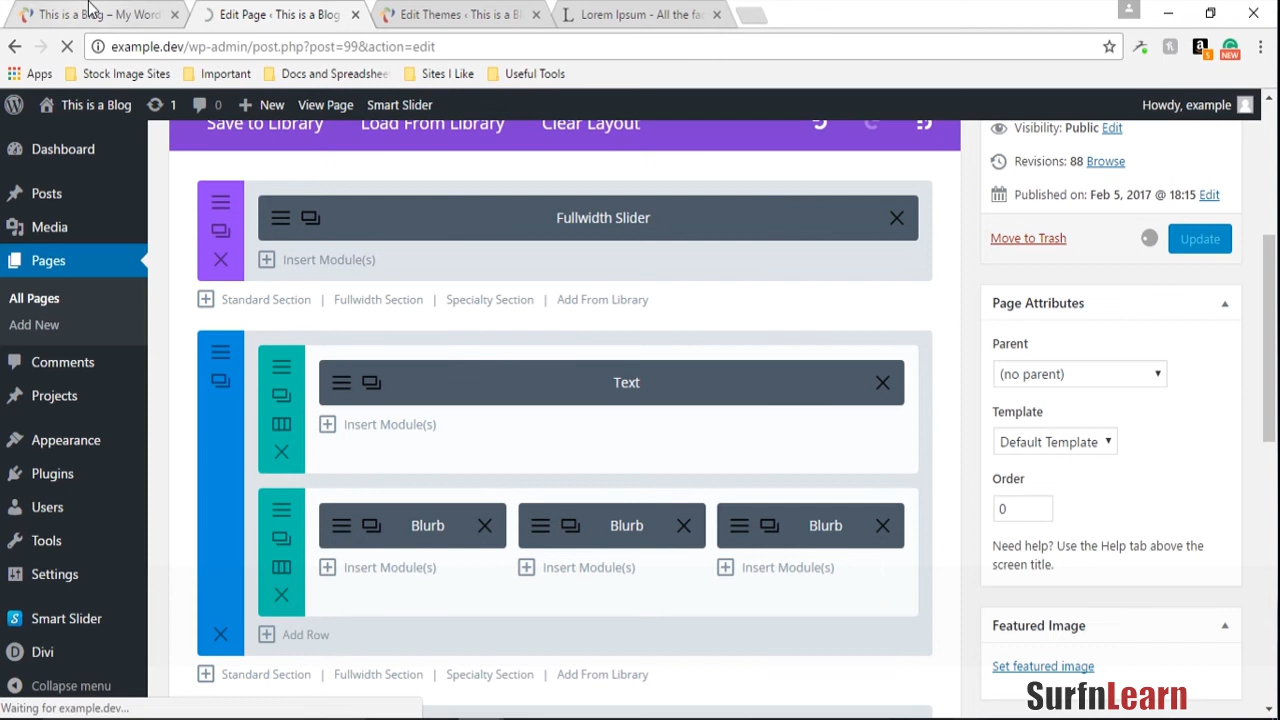 This is a Blog – My Word
Edit Page ‹ This is a Blog
Edit Themes ‹ This is a Bl
Lorem Ipsum - All the fac
example.dev/wp-admin/post.php?post=99&action=edit
Apps
Stock Image Sites
Important
Docs and Spreadshee
Sites I Like
Useful Tools
5
NEW
This is a Blog
1
0
New
View Page
Smart Slider
Howdy, example
Dashboard
Posts
Media
Pages
All Pages
Add New
Comments
Projects
Appearance
Plugins
Users
Tools
Settings
Smart Slider
Divi
Collapse menu
Waiting for example.dev...
Save to Library
Load From Library
Clear Layout
Fullwidth Slider
Insert Module(s)
Standard Section | Fullwidth Section | Specialty Section | Add From Library
Text
Insert Module(s)
Blurb
Blurb
Blurb
Insert Module(s)
Insert Module(s)
Insert Module(s)
Add Row
Standard Section | Fullwidth Section | Specialty Section | Add From Library
Visibility: Public Edit
Revisions: 88 Browse
Published on: Feb 5, 2017 @ 18:15 Edit
Move to Trash
Update
Page Attributes
Parent
(no parent)
Template
Default Template
Order
0
Need help? Use the Help tab above the
screen title.
Featured Image
Set featured image
SurfnLearn